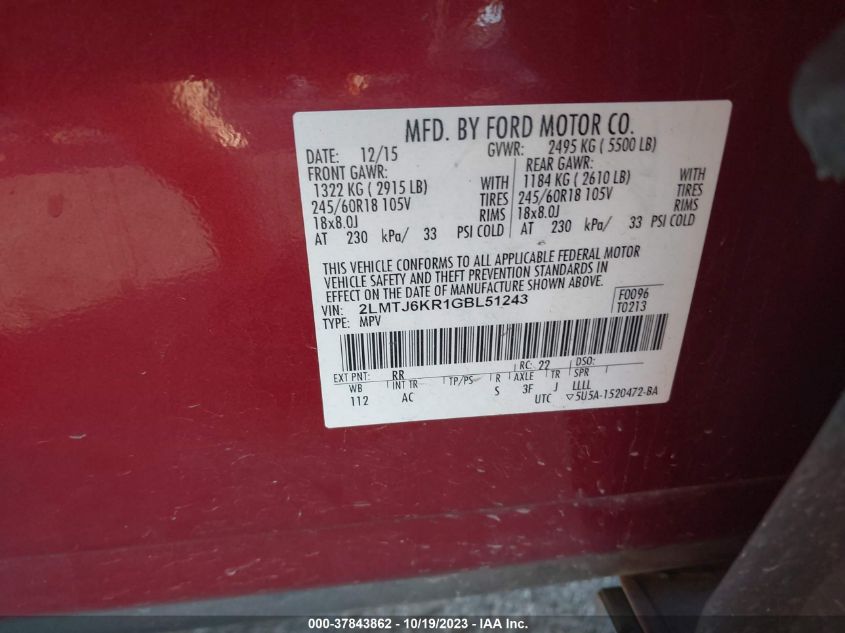 MFD. BY FORD MOTOR CO.
DATE: 12/15 GVWR: 2495 KG ( 5500 LB)
FRONT GAWR: REAR GAWR:
1322 KG ( 2915 LB) WITH 1184 KG ( 2610 LB) WITH
245/60R18 105V TIRES 245/60R18 105V TIRES
18x8.0J RIMS 18x8.0J RIMS
AT 230 kPa/ 33 PSI COLD AT 230 kPa/ 33 PSI COLD
THIS VEHICLE CONFORMS TO ALL APPLICABLE FEDERAL MOTOR
VEHICLE SAFETY AND THEFT PREVENTION STANDARDS IN
EFFECT ON THE DATE OF MANUFACTURE SHOWN ABOVE.
VIN: 2LMTJ6KR1GBL51243 F0096
TYPE: MPV T0213
EXT PNT: RR RC: 22 DSO:
WB INT TR TP/PS R AXLE TR SPR
112 AC S 3F J LLLL
UTC ▽5U5A-1520472-BA
000-37843862 - 10/19/2023 - IAA Inc.